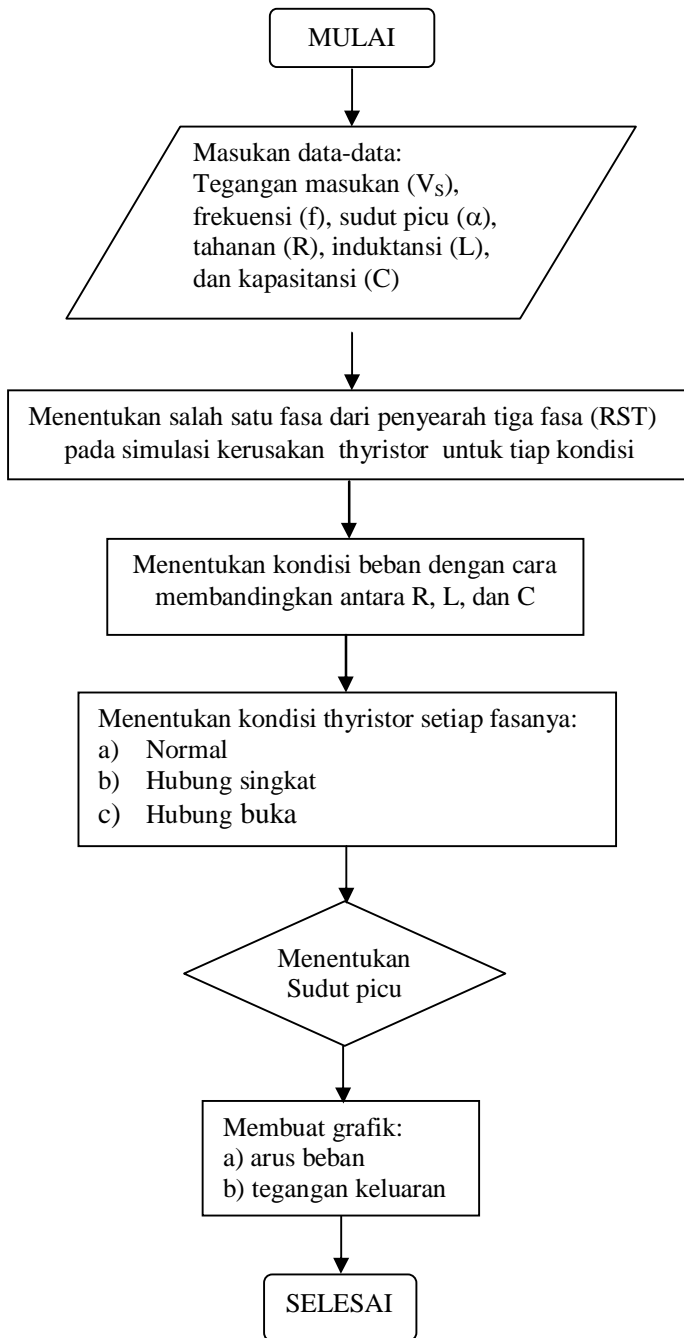 MULAI
Masukan data-data:
Tegangan masukan (VS),
frekuensi (f), sudut picu (α),
tahanan (R), induktansi (L),
dan kapasitansi (C)
Menentukan salah satu fasa dari penyearah tiga fasa (RST)
pada simulasi kerusakan thyristor untuk tiap kondisi
Menentukan kondisi beban dengan cara
membandingkan antara R, L, dan C
Menentukan kondisi thyristor setiap fasanya:
a) Normal
b) Hubung singkat
c) Hubung buka
Menentukan
Sudut picu
Membuat grafik:
a) arus beban
b) tegangan keluaran
SELESAI